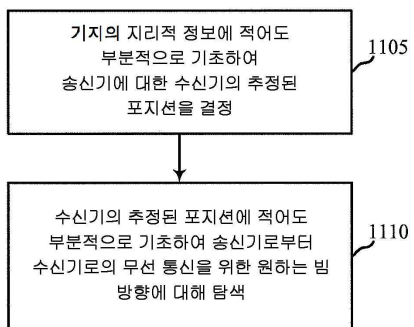 기지의 지리적 정보에 적어도
부분적으로 기초하여
송신기에 대한 수신기의 추정된
포지션을 결정
1105
수신기의 추정된 포지션에 적어도
부분적으로 기초하여 송신기로부터
수신기로의 무선 통신을 위한 원하는 빔
방향에 대해 탐색
1110